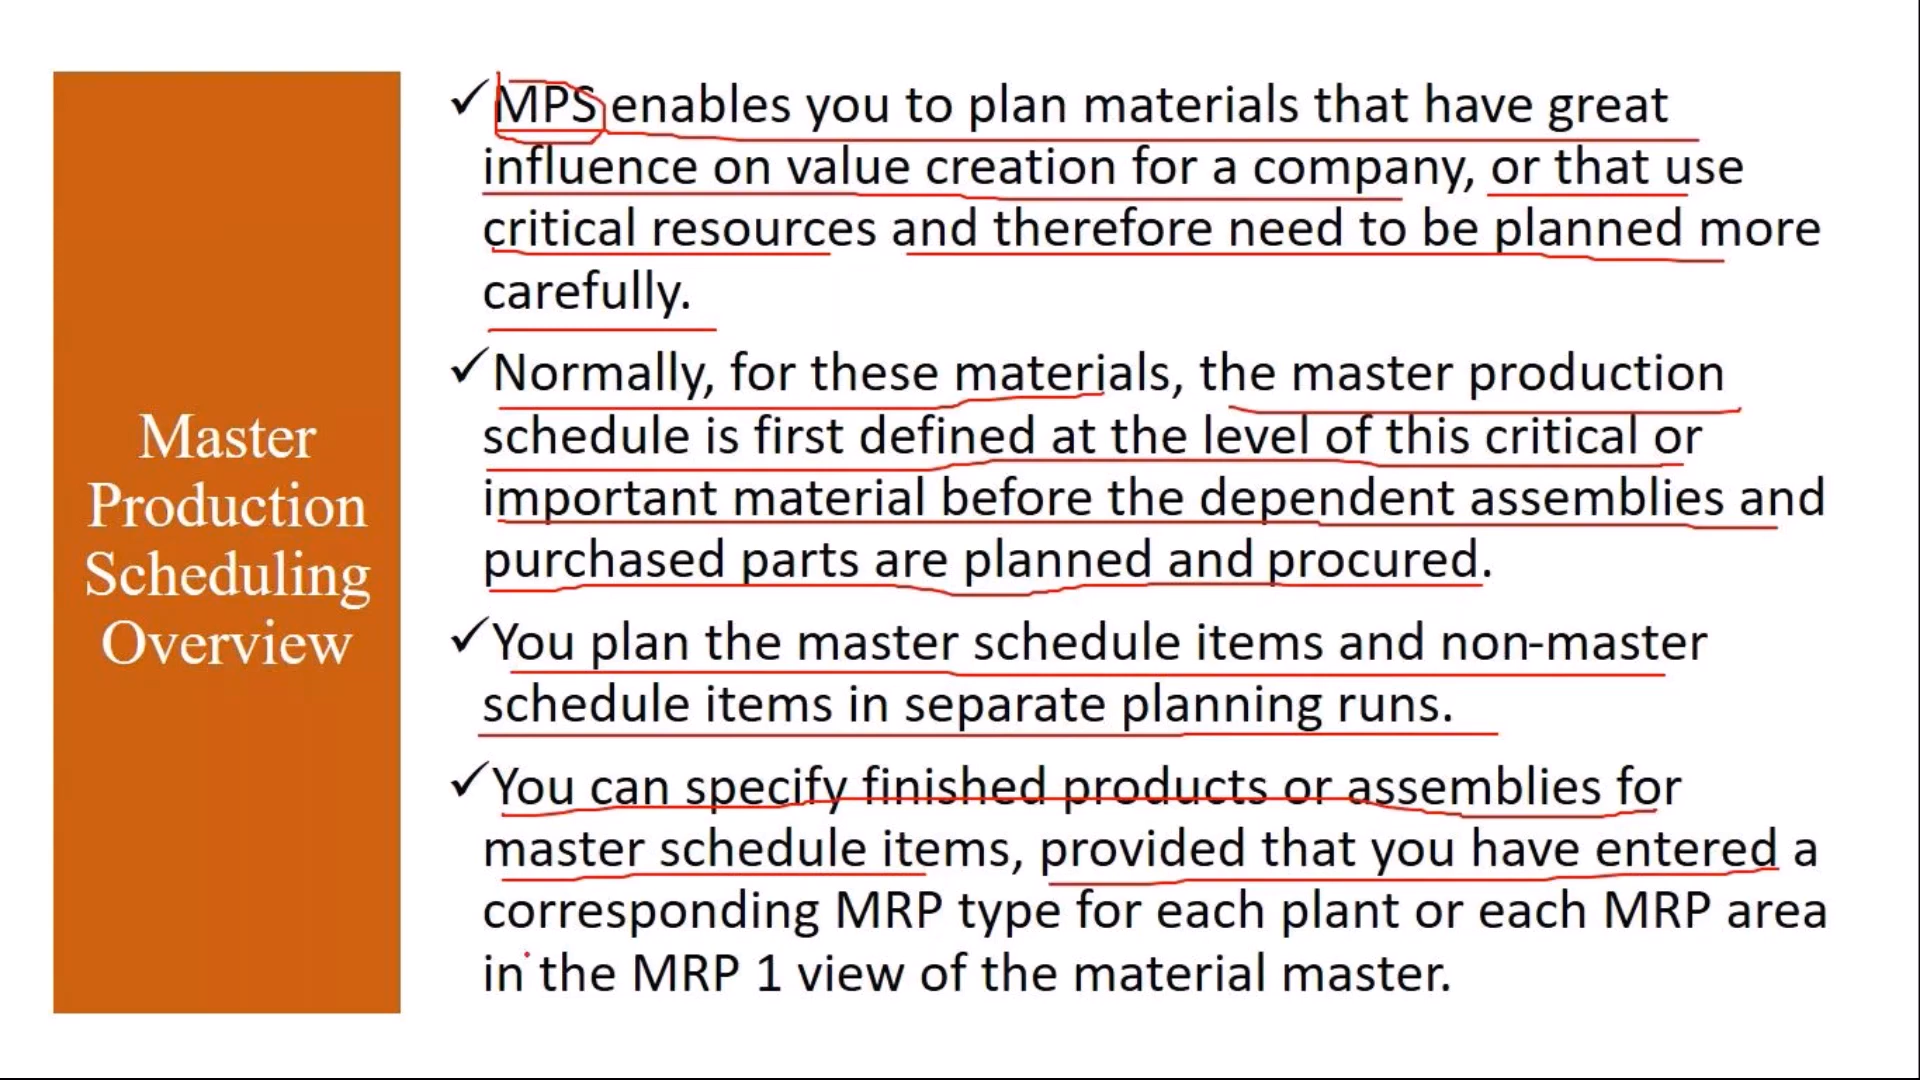 Master
Production
Scheduling
Overview
✓MPS enables you to plan materials that have great
influence on value creation for a company, or that use
critical resources and therefore need to be planned more
carefully.
✓Normally, for these materials, the master production
schedule is first defined at the level of this critical or
important material before the dependent assemblies and
purchased parts are planned and procured.
✓You plan the master schedule items and non-master
schedule items in separate planning runs.
✓You can specify finished products or assemblies for
master schedule items, provided that you have entered a
corresponding MRP type for each plant or each MRP area
in the MRP 1 view of the material master.